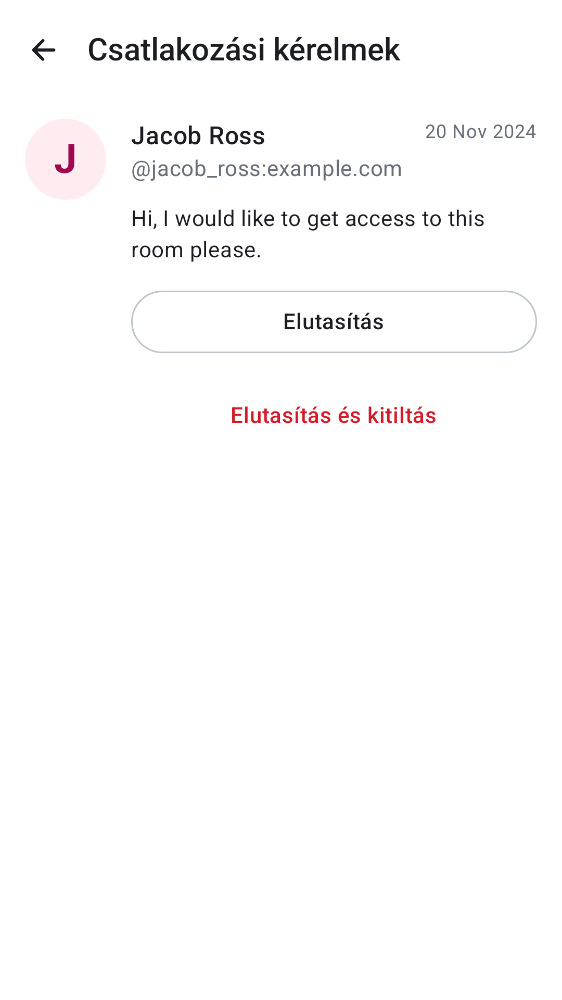 Csatlakozási kérelmek
J
Jacob Ross
20 Nov 2024
@jacob_ross:example.com
Hi, I would like to get access to this
room please.
Elutasítás
Elutasítás és kitiltás